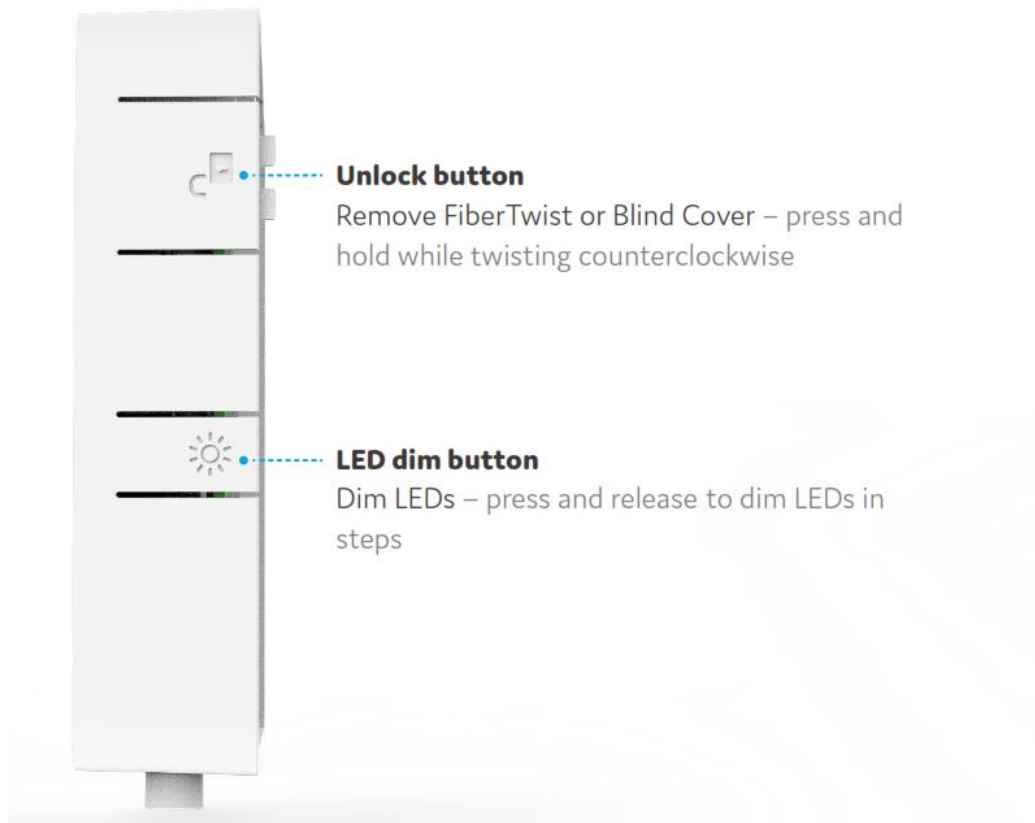 Unlock button
Remove FiberTwist or Blind Cover – press and
hold while twisting counterclockwise
LED dim button
Dim LEDs – press and release to dim LEDs in
steps